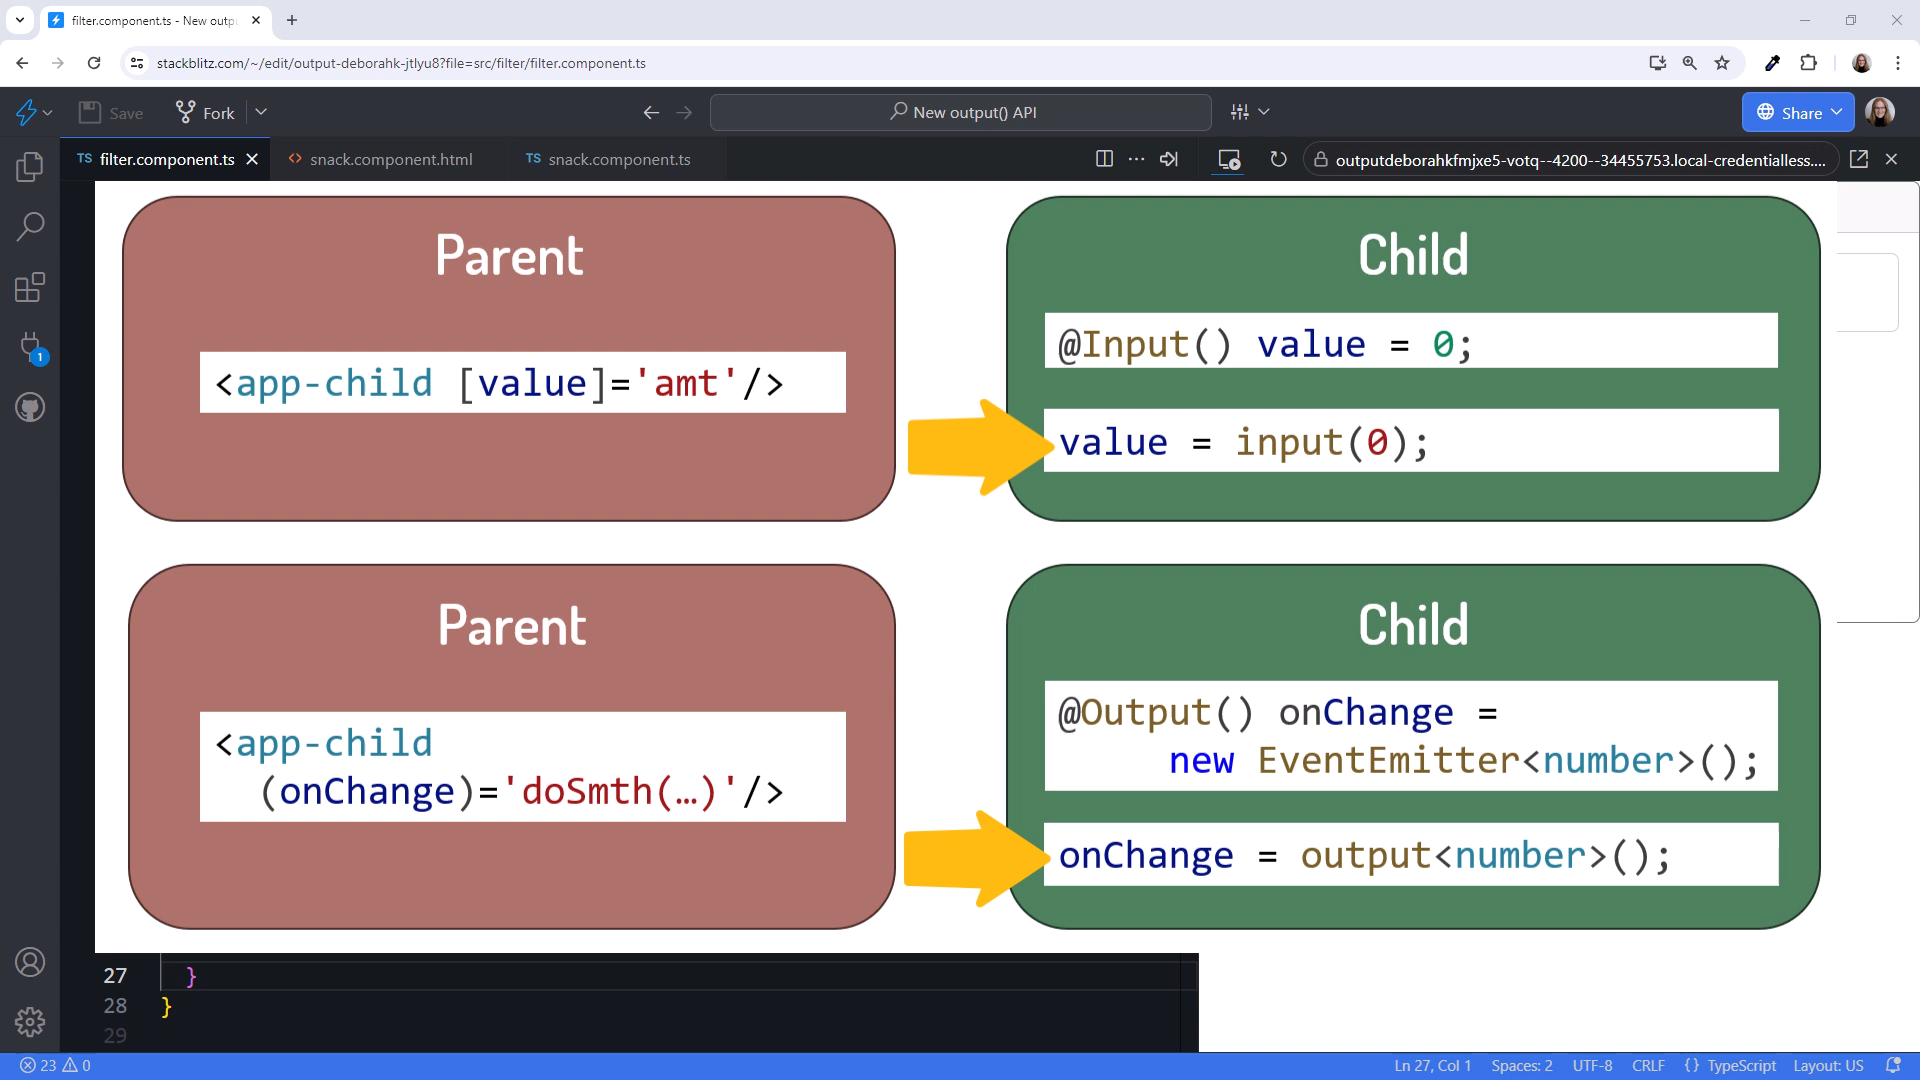 filter.component.ts - New outpu
stackblitz.com/~/edit/output-deborahk-jtlyu8?file=src/filter/filter.component.ts
Save
Fork
New output() API
Share
TS filter.component.ts
<> snack.component.html
TS snack.component.ts
outputdeborahkfmjxe5-votq--4200--34455753.local-credentialless....
1
Parent
<app-child [value]='amt'/>
Child
@Input() value = 0;
value = input(0);
Parent
<app-child
(onChange)='doSmth(…)'/>
Child
@Output() onChange =
new EventEmitter<number>();
onChange = output<number>();
27 }
28 }
29
23 0
Ln 27, Col 1 Spaces: 2 UTF-8 CRLF {} TypeScript Layout: US